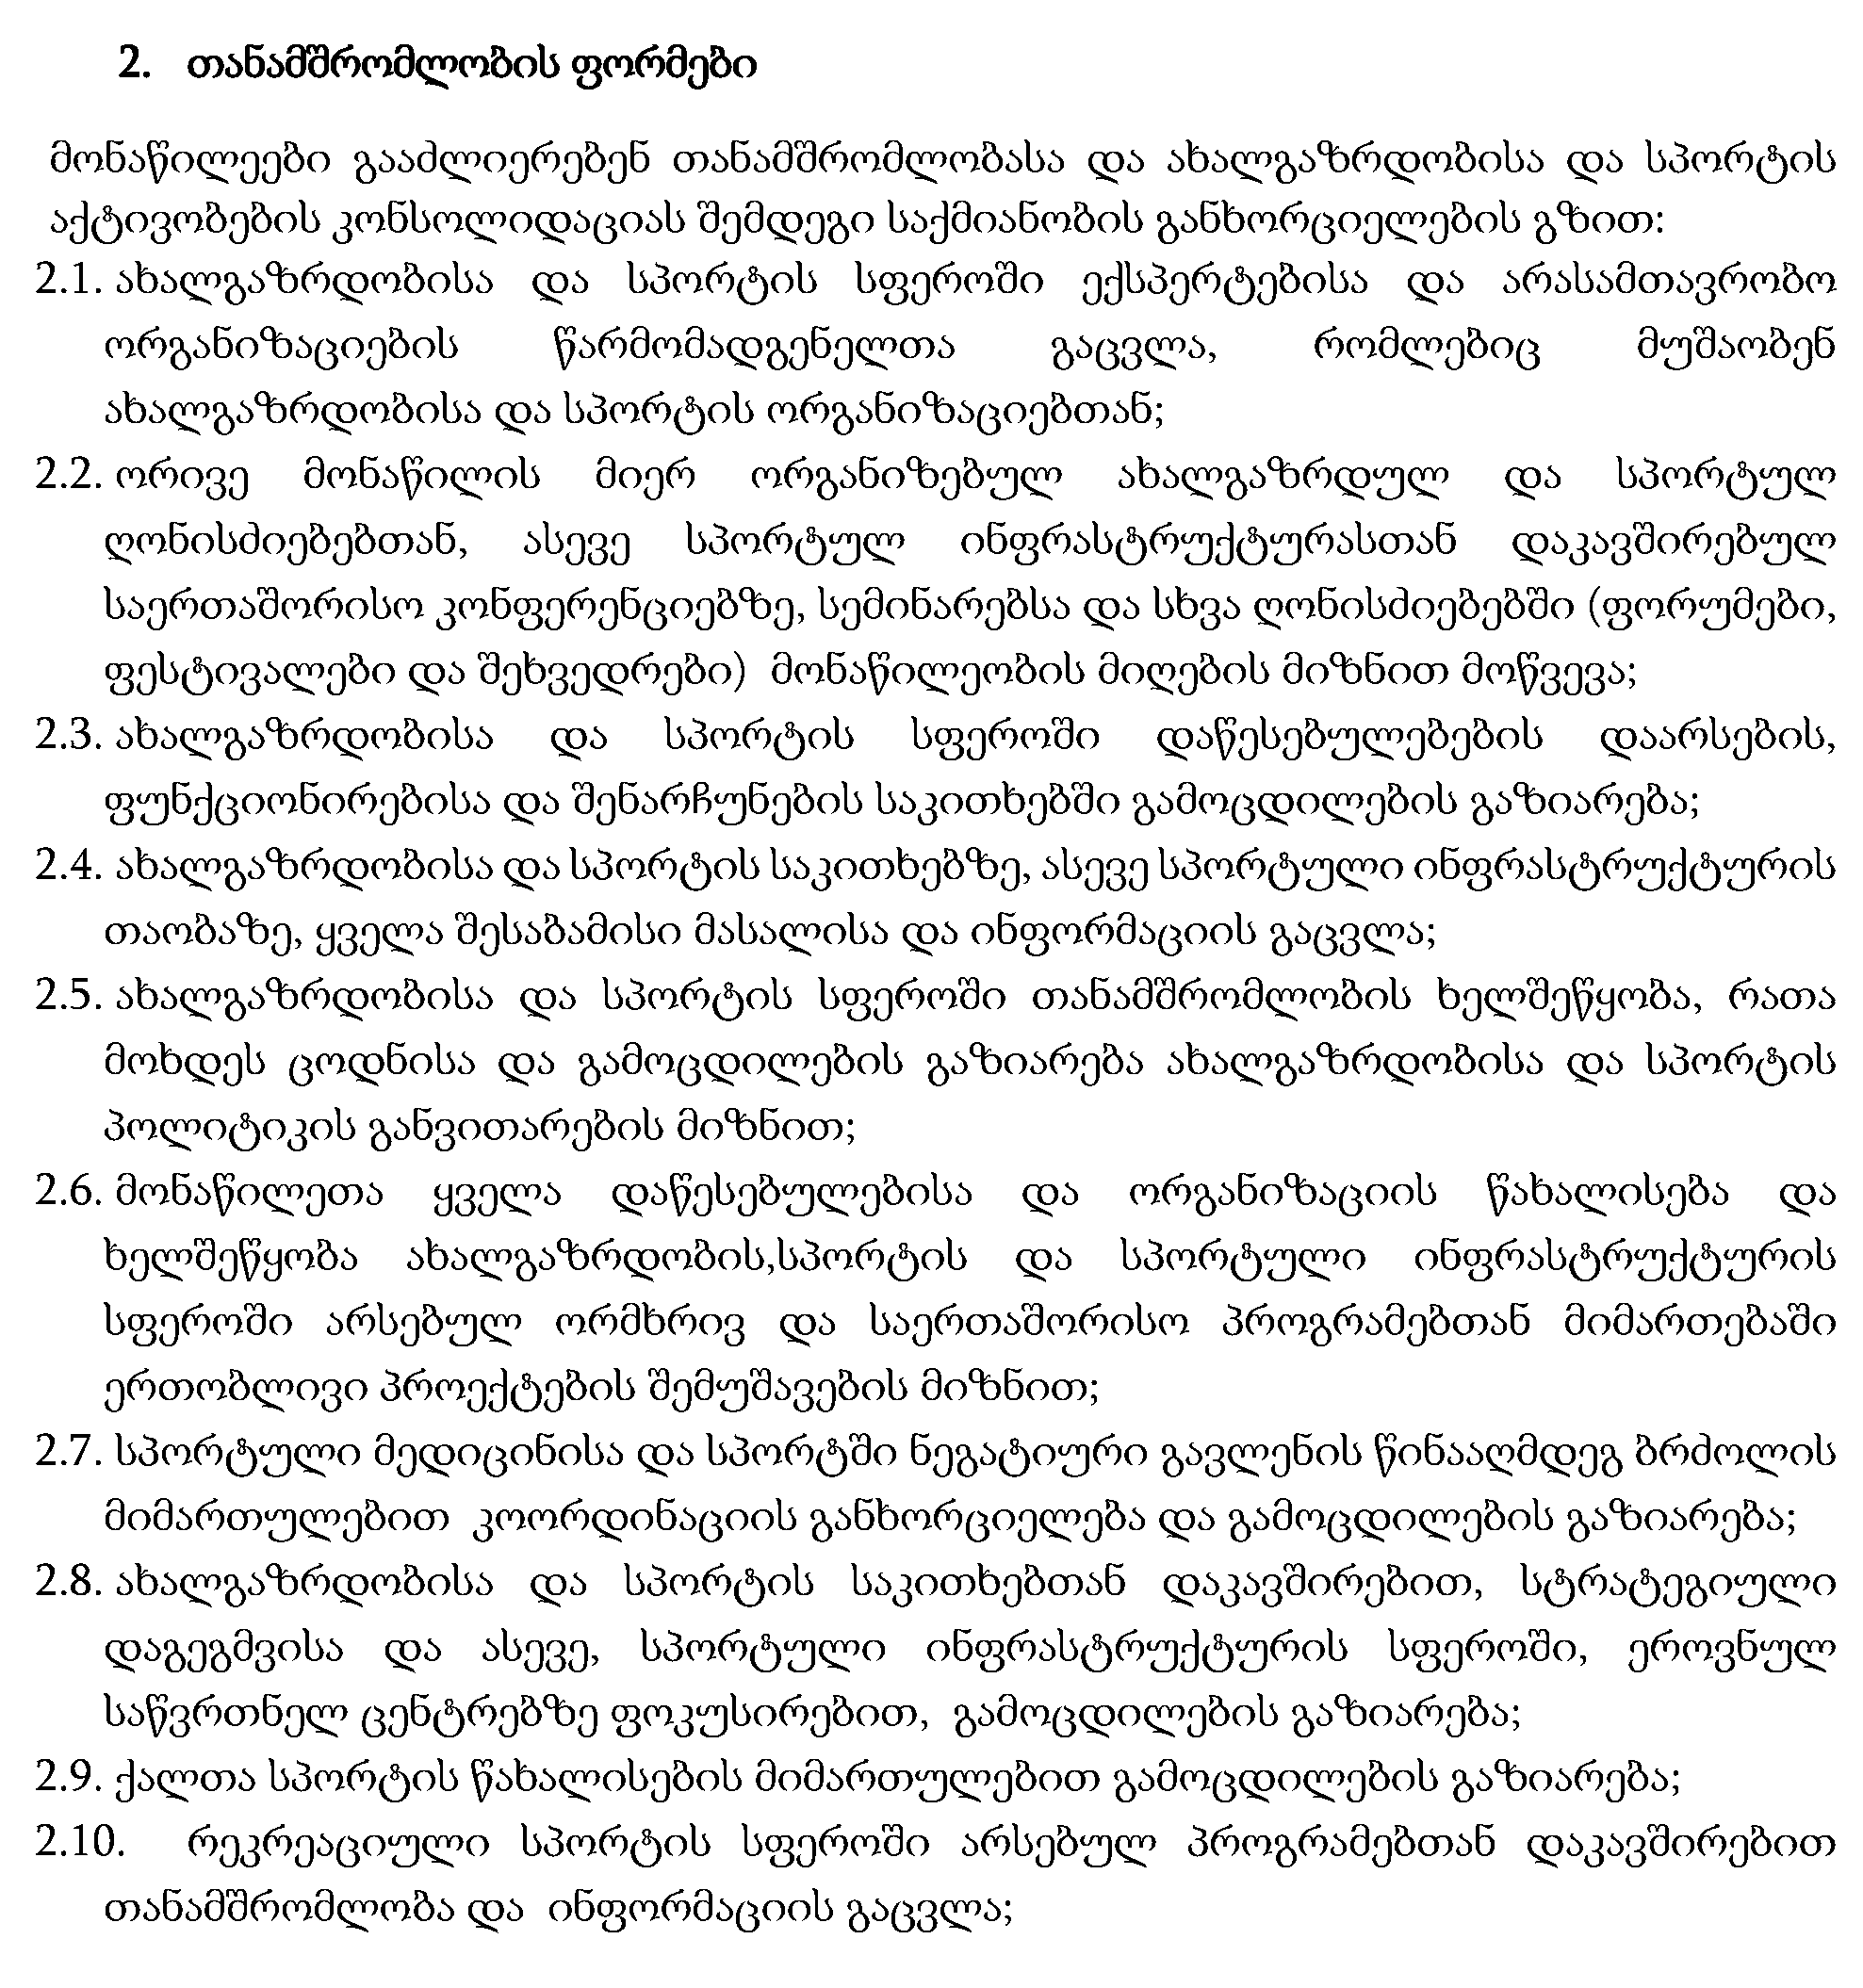 2. თანამშრომლობის ფორმები
მონაწილეები გააძლიერებენ თანამშრომლობასა და ახალგაზრდობისა და სპორტის
აქტივობების კონსოლიდაციას შემდეგი საქმიანობის განხორციელების გზით:
2.1. ახალგაზრდობისა და სპორტის სფეროში ექსპერტებისა და არასამთავრობო
ორგანიზაციების წარმომადგენელთა გაცვლა, რომლებიც მუშაობენ
ახალგაზრდობისა და სპორტის ორგანიზაციებთან;
2.2. ორივე მონაწილის მიერ ორგანიზებულ ახალგაზრდულ და სპორტულ
ღონისძიებებთან, ასევე სპორტულ ინფრასტრუქტურასთან დაკავშირებულ
საერთაშორისო კონფერენციებზე, სემინარებსა და სხვა ღონისძიებებში (ფორუმები,
ფესტივალები და შეხვედრები) მონაწილეობის მიღების მიზნით მოწვევა;
2.3. ახალგაზრდობისა და სპორტის სფეროში დაწესებულებების დაარსების,
ფუნქციონირებისა და შენარჩუნების საკითხებში გამოცდილების გაზიარება;
2.4. ახალგაზრდობისა და სპორტის საკითხებზე, ასევე სპორტული ინფრასტრუქტურის
თაობაზე, ყველა შესაბამისი მასალისა და ინფორმაციის გაცვლა;
2.5. ახალგაზრდობისა და სპორტის სფეროში თანამშრომლობის ხელშეწყობა, რათა
მოხდეს ცოდნისა და გამოცდილების გაზიარება ახალგაზრდობისა და სპორტის
პოლიტიკის განვითარების მიზნით;
2.6. მონაწილეთა ყველა დაწესებულებისა და ორგანიზაციის წახალისება და
ხელშეწყობა ახალგაზრდობის,სპორტის და სპორტული ინფრასტრუქტურის
სფეროში არსებულ ორმხრივ და საერთაშორისო პროგრამებთან მიმართებაში
ერთობლივი პროექტების შემუშავების მიზნით;
2.7. სპორტული მედიცინისა და სპორტში ნეგატიური გავლენის წინააღმდეგ ბრძოლის
მიმართულებით კოორდინაციის განხორციელება და გამოცდილების გაზიარება;
2.8. ახალგაზრდობისა და სპორტის საკითხებთან დაკავშირებით, სტრატეგიული
დაგეგმვისა და ასევე, სპორტული ინფრასტრუქტურის სფეროში, ეროვნულ
საწვრთნელ ცენტრებზე ფოკუსირებით, გამოცდილების გაზიარება;
2.9. ქალთა სპორტის წახალისების მიმართულებით გამოცდილების გაზიარება;
2.10. რეკრეაციული სპორტის სფეროში არსებულ პროგრამებთან დაკავშირებით
თანამშრომლობა და ინფორმაციის გაცვლა;